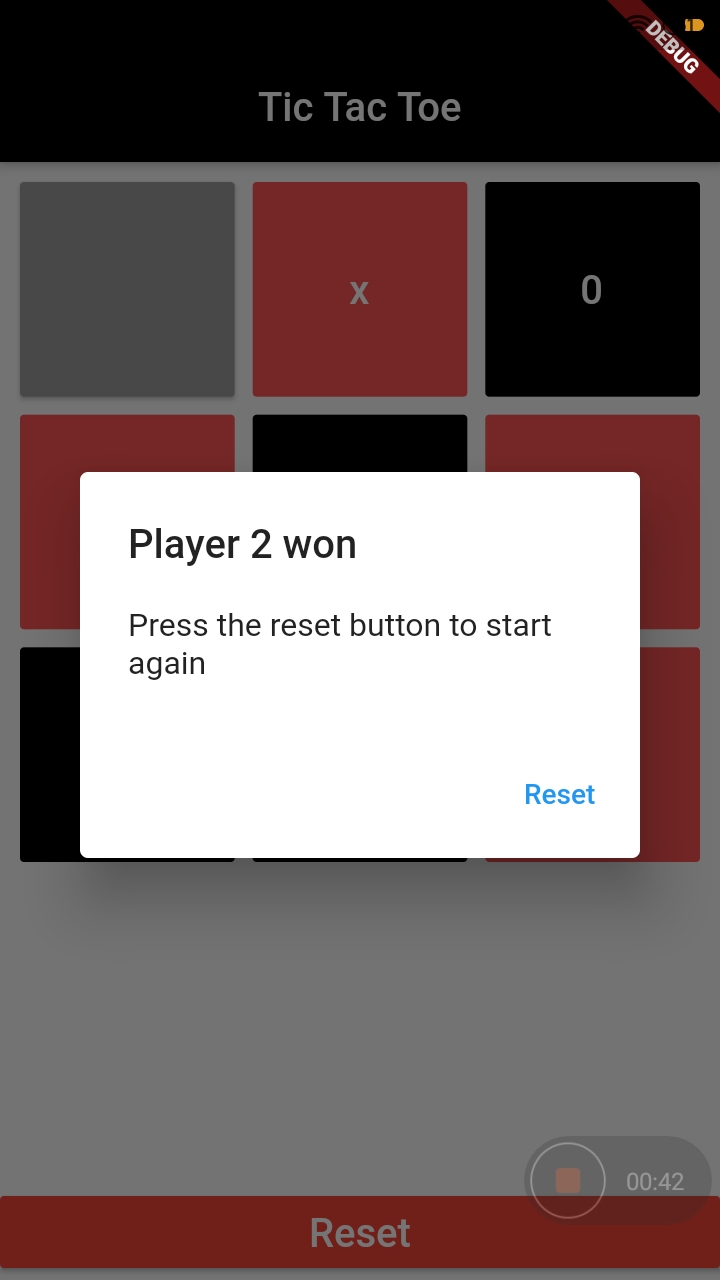 DEBUG
Tic Tac Toe
x
0
Player 2 won
Press the reset button to start
again
Reset
00:42
Reset